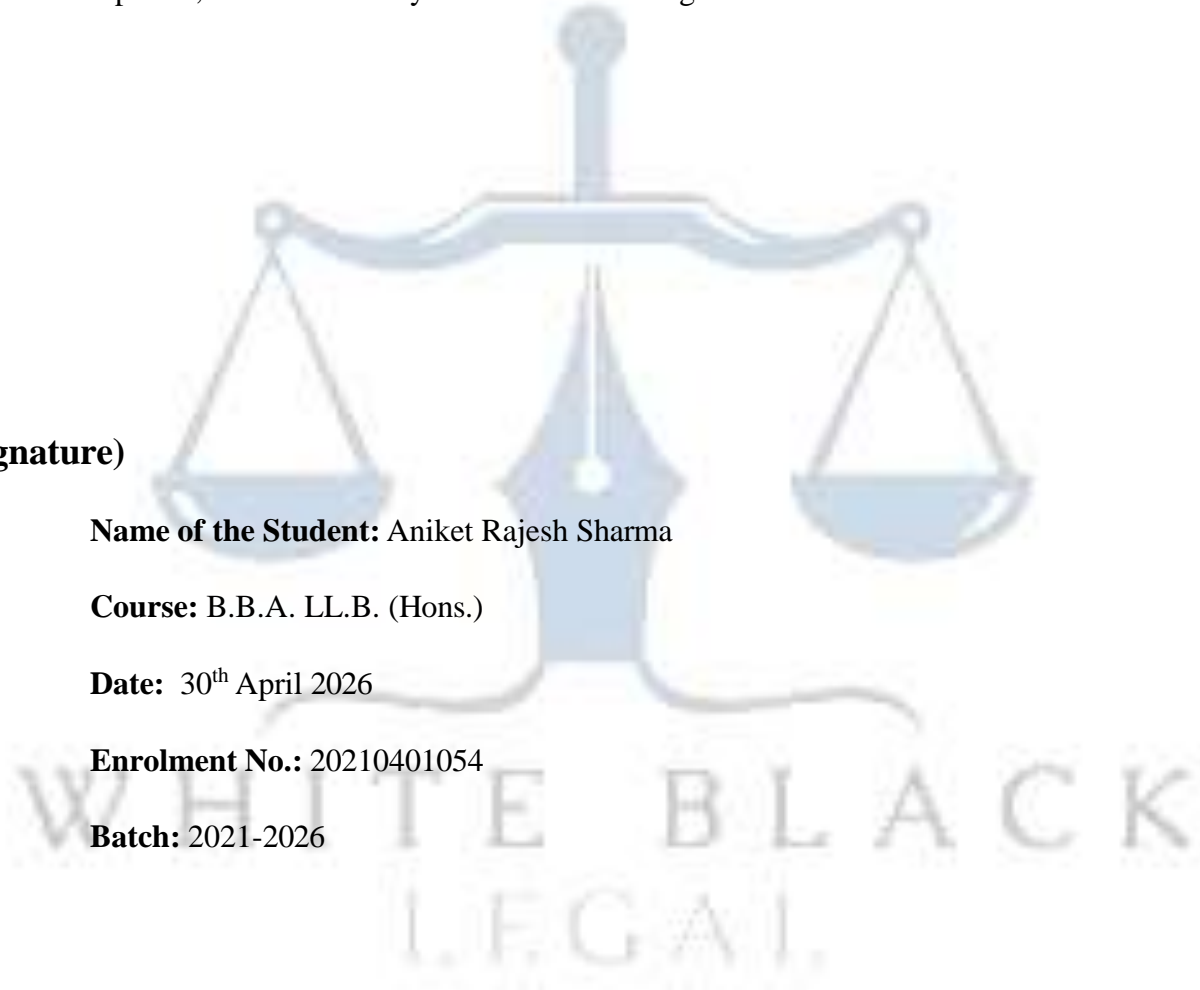 gnature)
Name of the Student: Aniket Rajesh Sharma
Course: B.B.A. LL.B. (Hons.)
Date: 30th April 2026
Enrolment No.: 20210401054
Batch: 2021-2026
WHITE BLACK
LEGAL